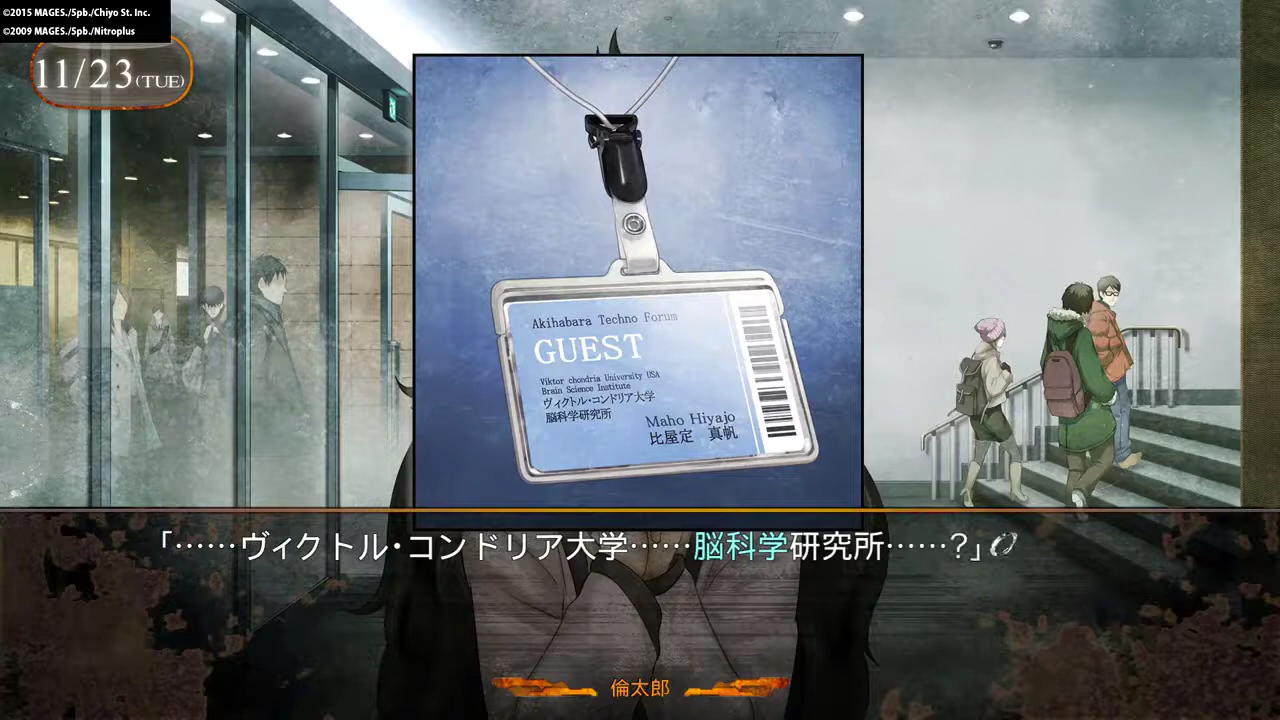 ©2015 MAGES./5pb./Chiyo St. Inc.
©2009 MAGES./5pb./Nitroplus
11/23(TUE)
Akihabara Techno Forum
GUEST
Viktor chondria University USA
Brain Science Institute
ヴィクトル・コンドリア大学
脳科学研究所
Maho Hiyajo
比屋定 真帆
「……ヴィクトル・コンドリア大学……脳科学研究所……？」
倫太郎